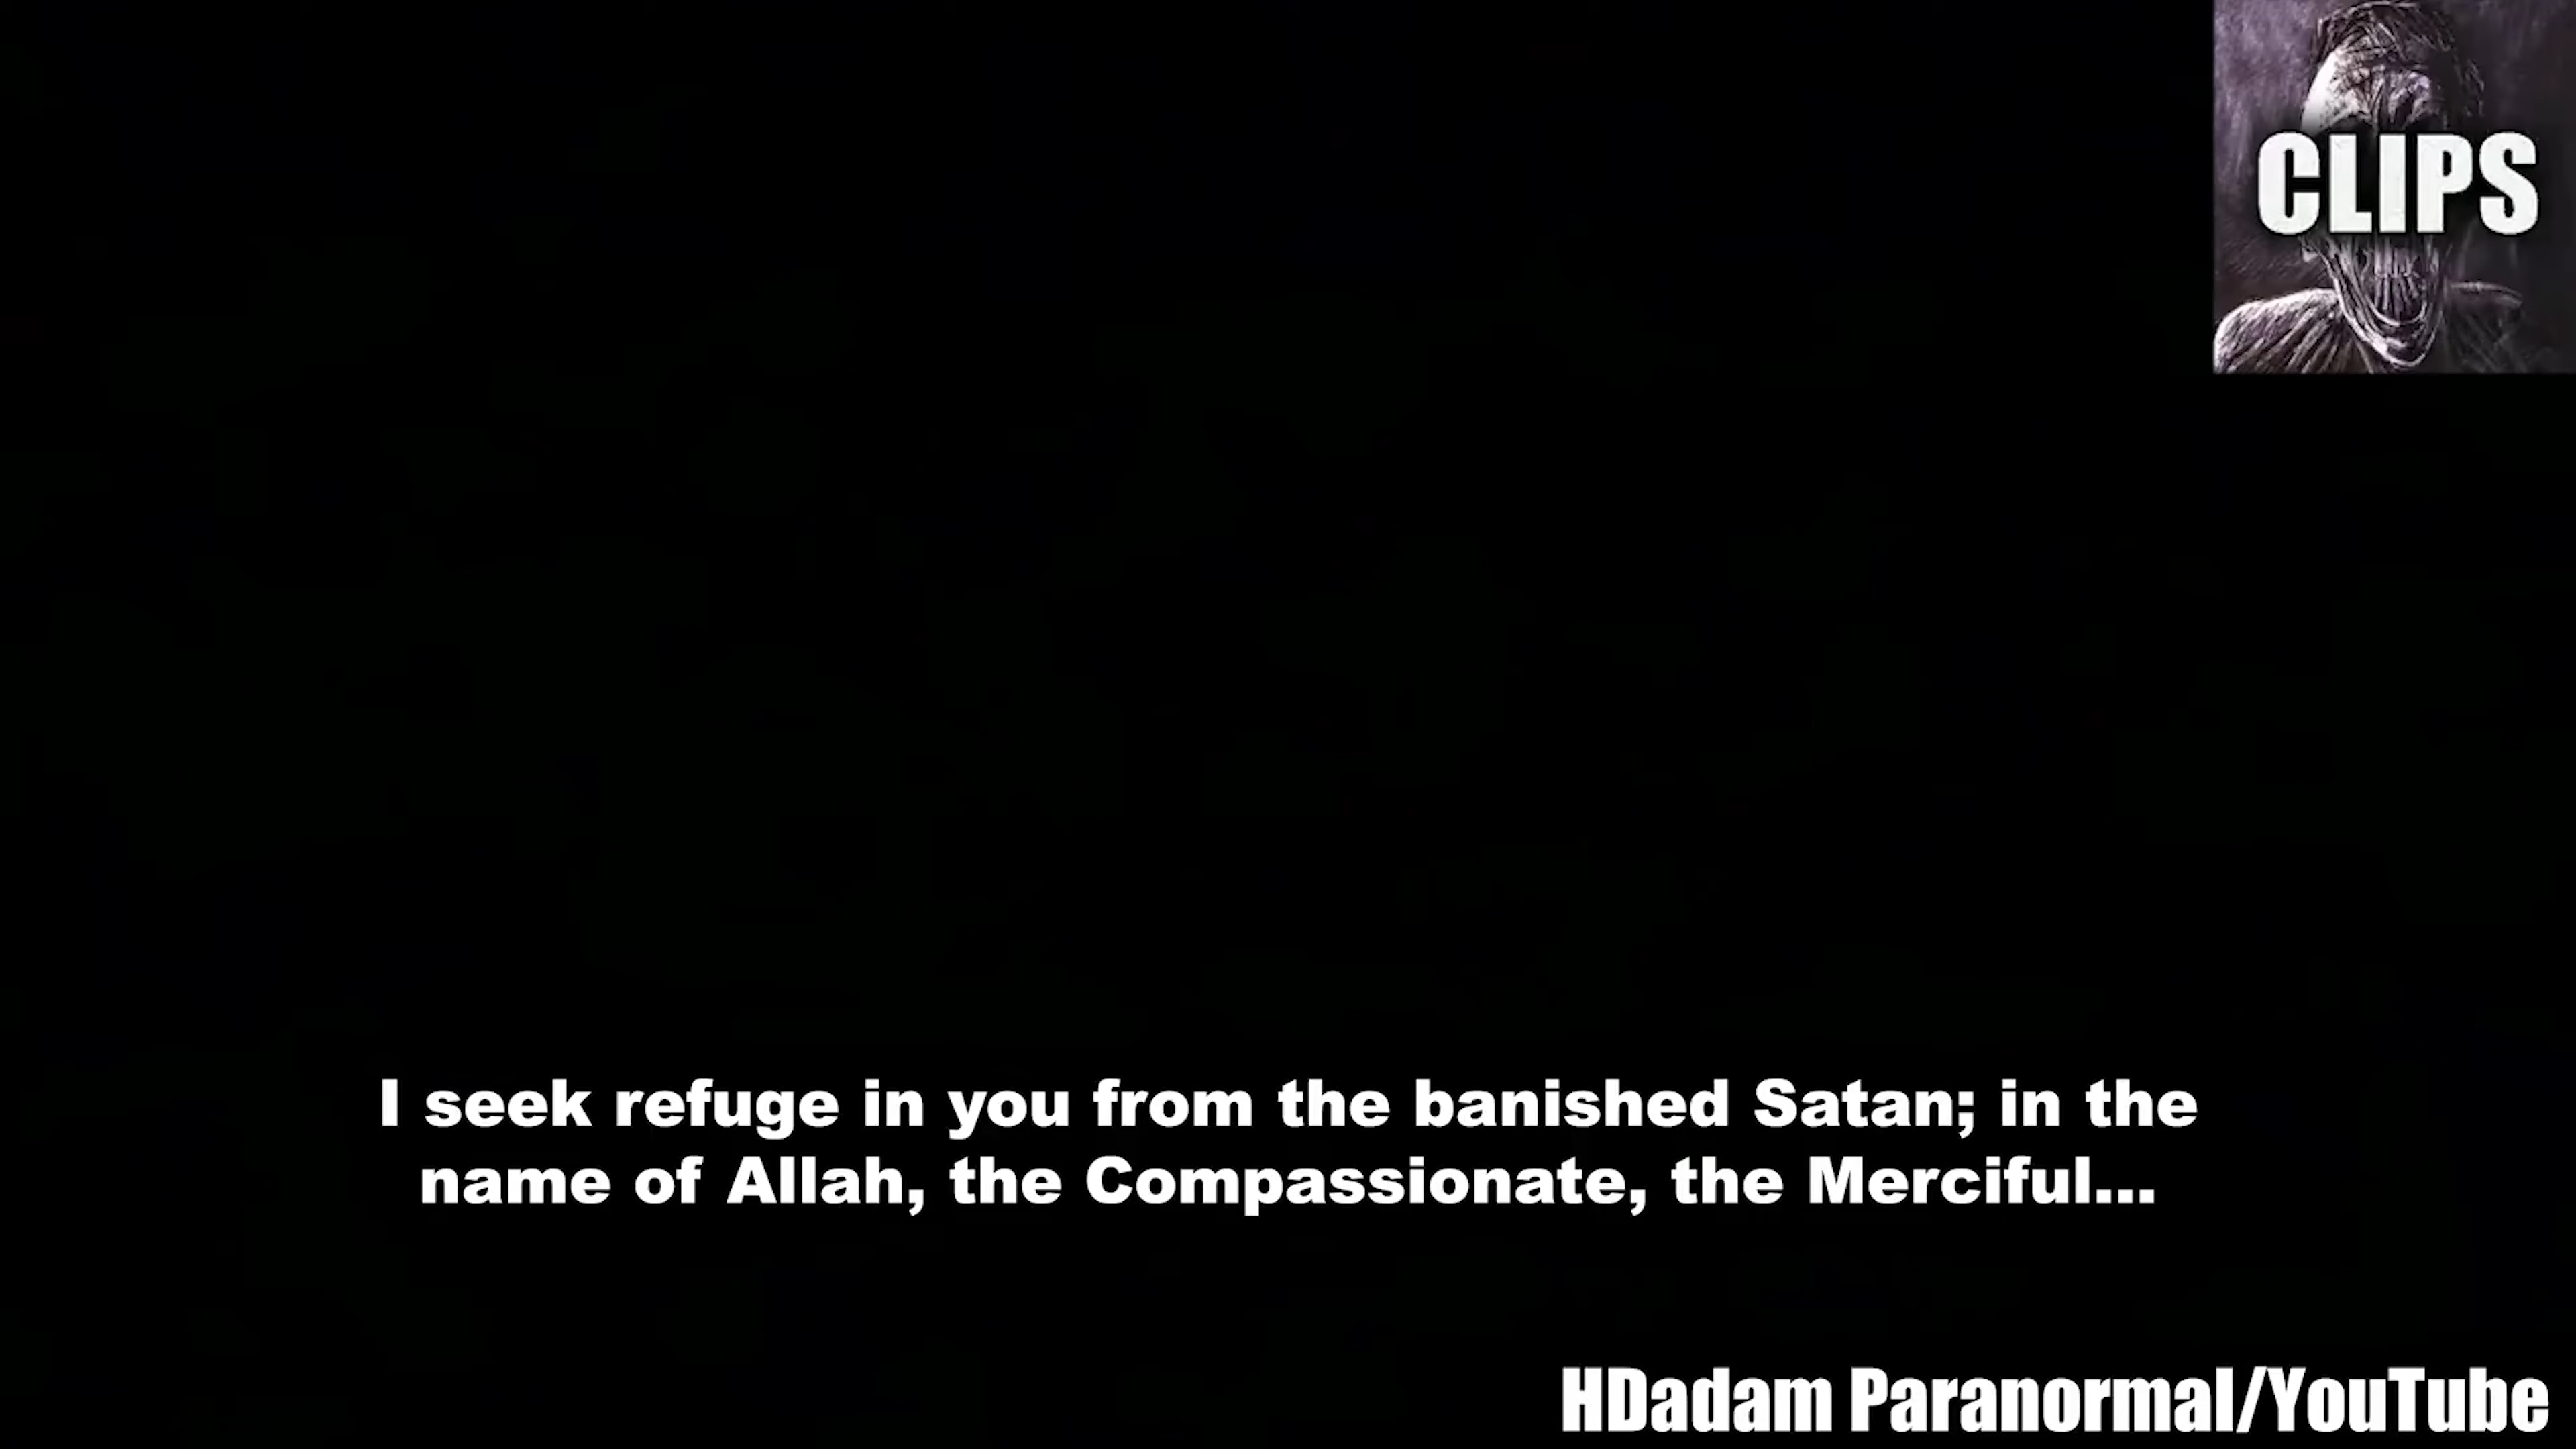 CLIPS
I seek refuge in you from the banished Satan; in the
name of Allah, the Compassionate, the Merciful...
HDadam Paranormal/YouTube